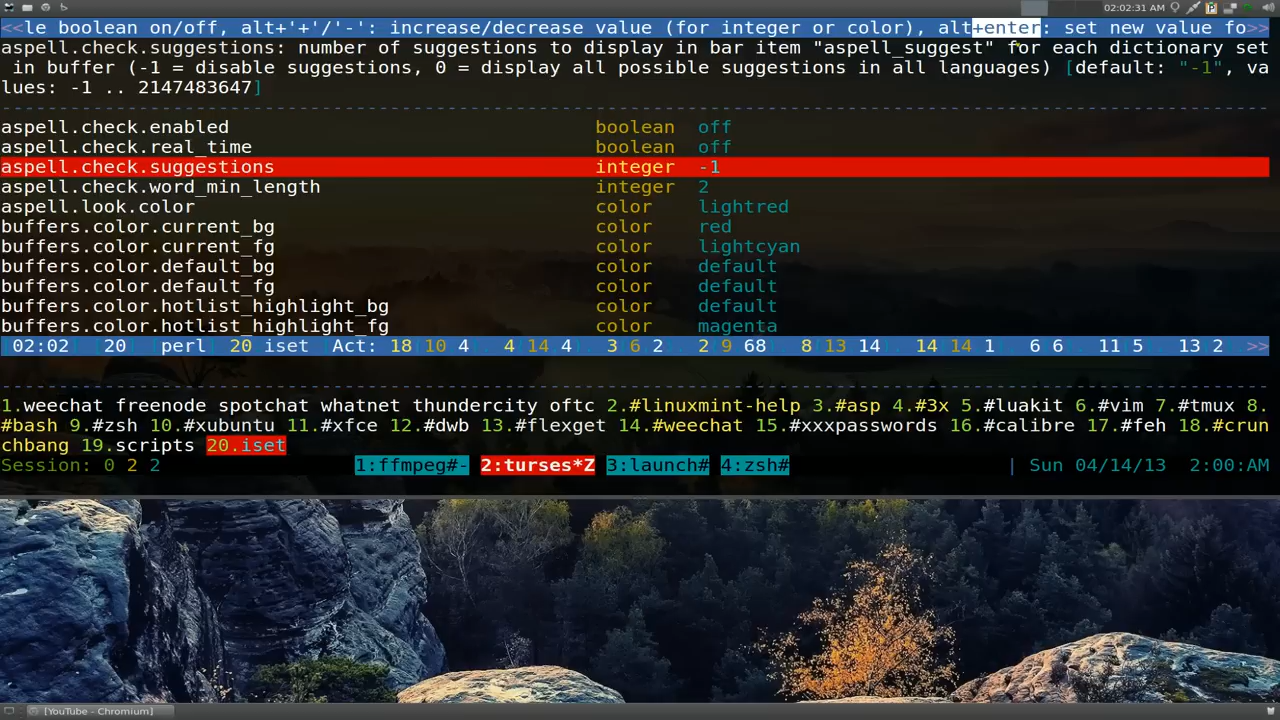 02:02:31 AM
<<le boolean on/off, alt+'+'/'-': increase/decrease value (for integer or color), alt+enter: set new value fo>>
aspell.check.suggestions: number of suggestions to display in bar item "aspell_suggest" for each dictionary set
in buffer (-1 = disable suggestions, 0 = display all possible suggestions in all languages) [default: "-1", va
lues: -1 .. 2147483647]
aspell.check.enabled boolean off
aspell.check.real_time boolean off
aspell.check.suggestions integer -1
aspell.check.word_min_length integer 2
aspell.look.color color lightred
buffers.color.current_bg color red
buffers.color.current_fg color lightcyan
buffers.color.default_bg color default
buffers.color.default_fg color default
buffers.color.hotlist_highlight_bg color default
buffers.color.hotlist_highlight_fg color magenta
02:02 20 perl 20 iset Act: 18 10 4 4 14 4 3 6 2 2 9 68 8 13 14 14 14 1 6 6 11 5 13 2 >>
1.weechat freenode spotchat whatnet thundercity oftc 2.#linuxmint-help 3.#asp 4.#3x 5.#luakit 6.#vim 7.#tmux 8.
#bash 9.#zsh 10.#xubuntu 11.#xfce 12.#dwb 13.#flexget 14.#weechat 15.#xxxpasswords 16.#calibre 17.#feh 18.#crun
chbang 19.scripts 20.iset
Session: 0 2 2 1:ffmpeg#- 2:turses*Z 3:launch# 4:zsh# | Sun 04/14/13 2:00:AM
[YouTube - Chromium]